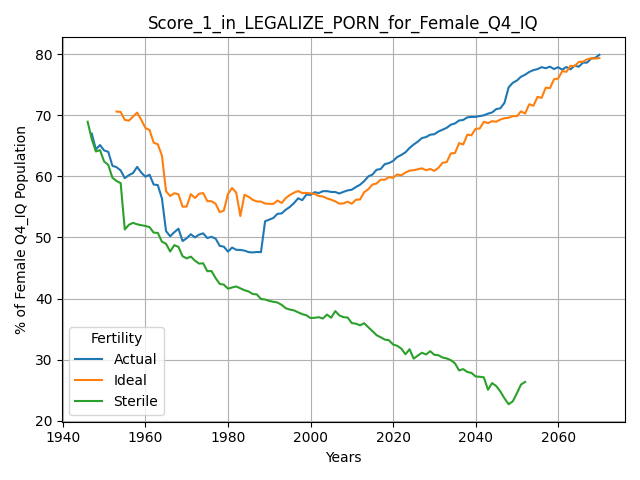 Score_1_in_LEGALIZE_PORN_for_Female_Q4_IQ
% of Female Q4_IQ Population
80
70
60
50
40
30
20
Fertility
Actual
Ideal
Sterile
1940 1960 1980 2000 2020 2040 2060
Years